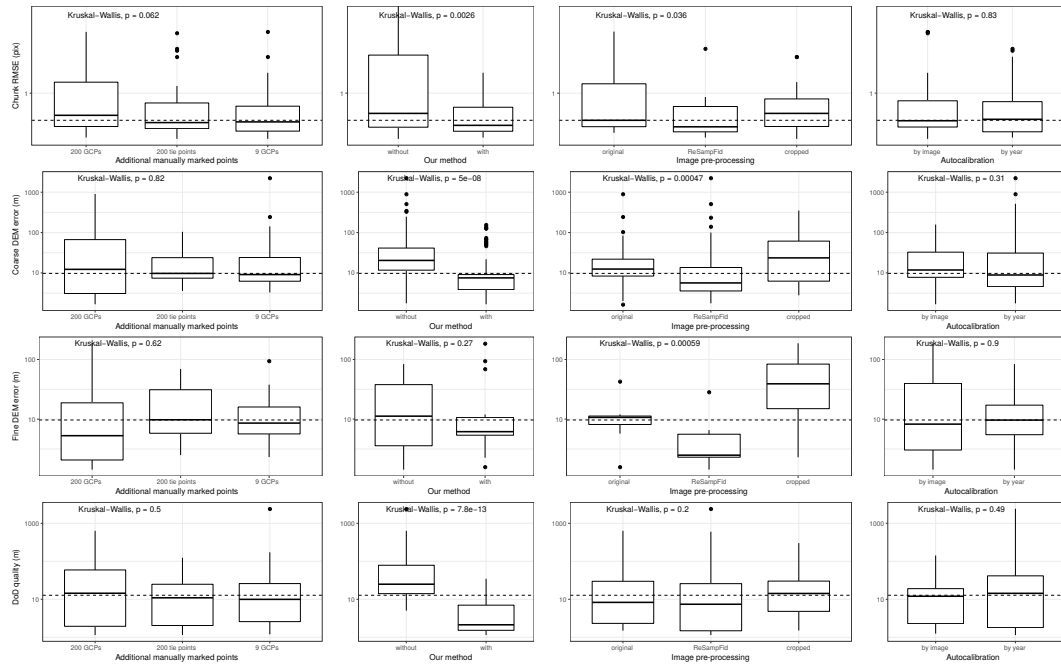 Kruskal−Wallis, p = 0.062
Kruskal−Wallis, p = 0.0026
Kruskal−Wallis, p = 0.036
Kruskal−Wallis, p = 0.83
Chunk RMSE (pix)
1
1
1
1
200 GCPs
200 tie points
9 GCPs
without
with
original
ReSampFid
cropped
by image
by year
Additional manually marked points
Our method
Image pre−processing
Autocalibration
Kruskal−Wallis, p = 0.82
Kruskal−Wallis, p = 5e−08
Kruskal−Wallis, p = 0.00047
Kruskal−Wallis, p = 0.31
Coarse DEM error (m)
1000
100
10
1000
100
10
1000
100
10
1000
100
10
200 GCPs
200 tie points
9 GCPs
without
with
original
ReSampFid
cropped
by image
by year
Additional manually marked points
Our method
Image pre−processing
Autocalibration
Kruskal−Wallis, p = 0.62
Kruskal−Wallis, p = 0.27
Kruskal−Wallis, p = 0.00059
Kruskal−Wallis, p = 0.9
Fine DEM error (m)
100
10
100
10
100
10
100
10
200 GCPs
200 tie points
9 GCPs
without
with
original
ReSampFid
cropped
by image
by year
Additional manually marked points
Our method
Image pre−processing
Autocalibration
Kruskal−Wallis, p = 0.5
Kruskal−Wallis, p = 7.8e−13
Kruskal−Wallis, p = 0.2
Kruskal−Wallis, p = 0.49
DoD quality (m)
1000
10
1000
10
1000
10
1000
10
200 GCPs
200 tie points
9 GCPs
without
with
original
ReSampFid
cropped
by image
by year
Additional manually marked points
Our method
Image pre−processing
Autocalibration